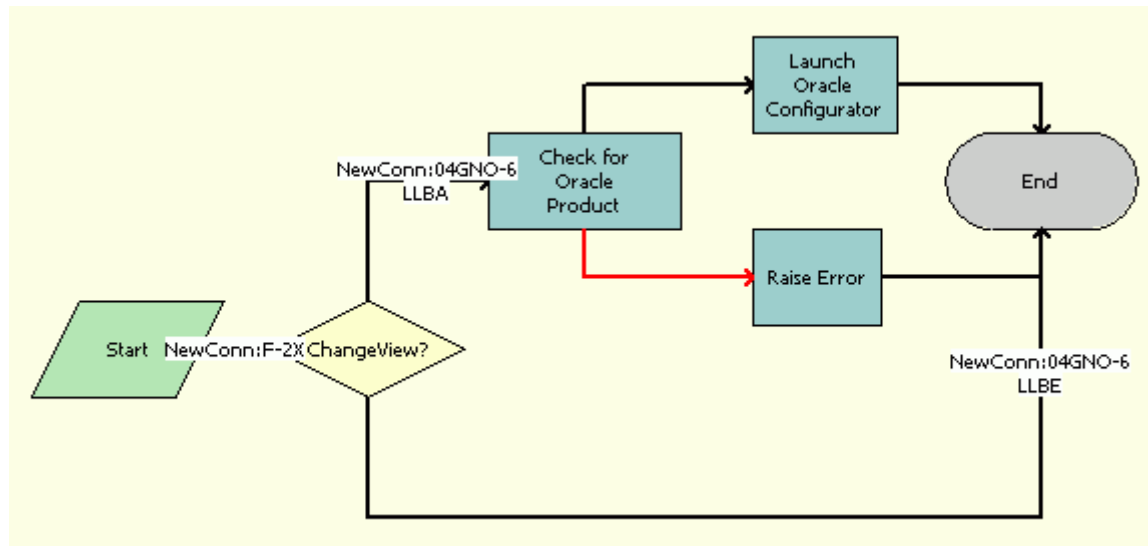 Launch
Oracle
Configurator
NewConn:04GNO-6
LLBA
Check for
Oracle
Product
End
Raise Error
Start
NewConn:F-2X
ChangeView?
NewConn:04GNO-6
LLBE